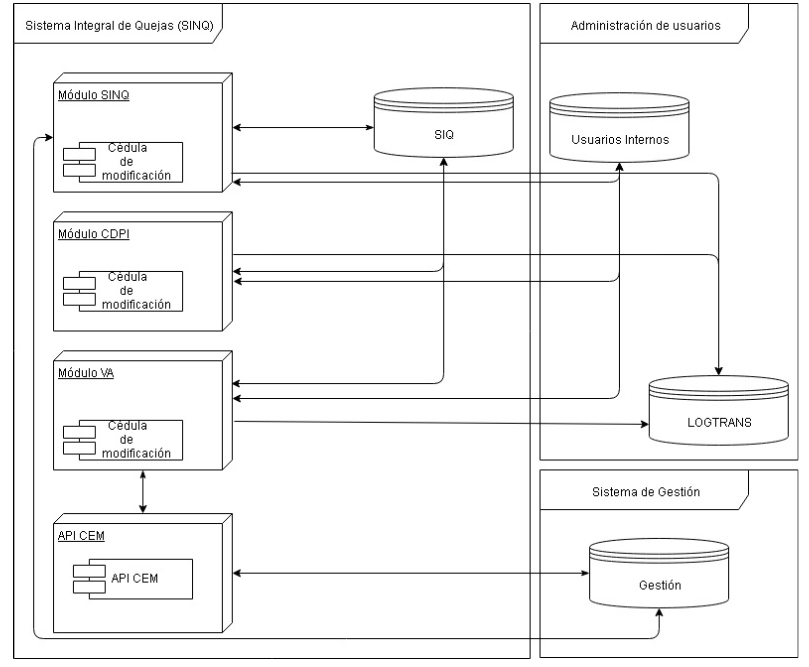 Sistema Integral de Quejas (SINQ)
Administración de usuarios
Módulo SINQ
Cédula
de
modificación
SIQ
Usuarios Internos
Módulo CDPI
Cédula
de
modificación
Módulo VA
Cédula
de
modificación
LOGTRANS
Sistema de Gestión
API CEM
API CEM
Gestión